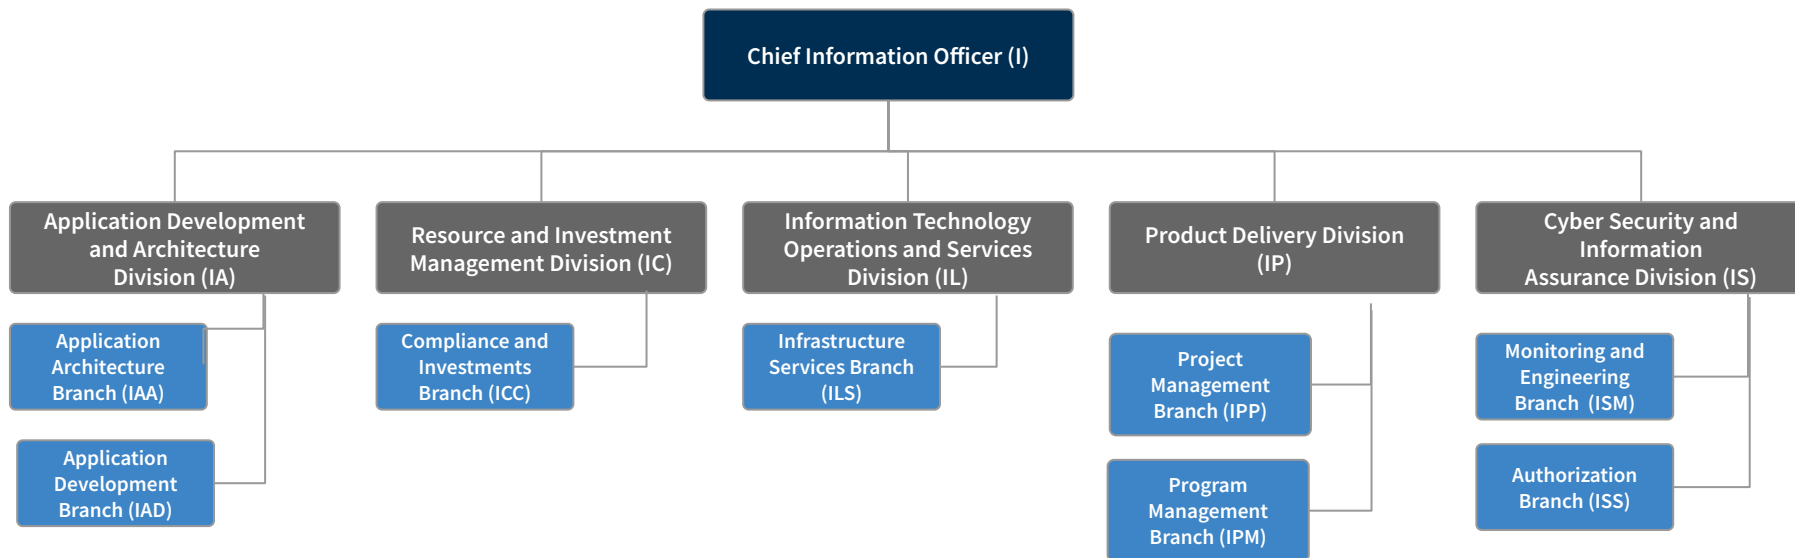 Chief Information Officer (I)
Application Development
and Architecture
Division (IA)
Resource and Investment
Management Division (IC)
Information Technology
Operations and Services
Division (IL)
Product Delivery Division
(IP)
Cyber Security and
Information
Assurance Division (IS)
Application
Architecture
Branch (IAA)
Compliance and
Investments
Branch (ICC)
Infrastructure
Services Branch
(ILS)
Project
Management
Branch (IPP)
Monitoring and
Engineering
Branch  (ISM)
Application
Development
Branch (IAD)
Program
Management
Branch (IPM)
Authorization
Branch (ISS)